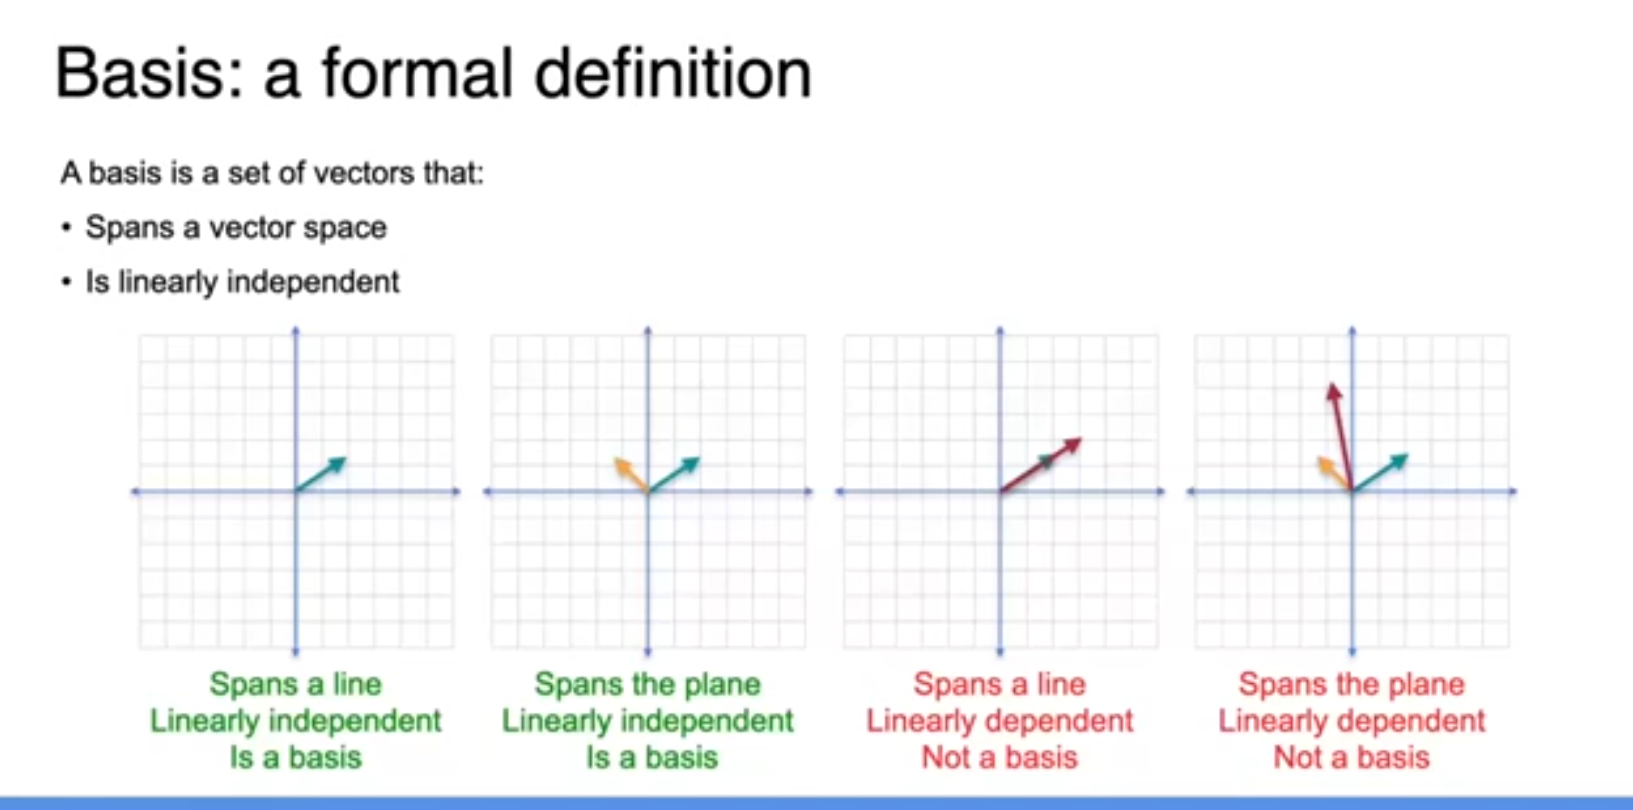 Basis: a formal definition
A basis is a set of vectors that:
• Spans a vector space
• Is linearly independent
Spans a line
Linearly independent
Is a basis
Spans the plane
Linearly independent
Is a basis
Spans a line
Linearly dependent
Not a basis
Spans the plane
Linearly dependent
Not a basis